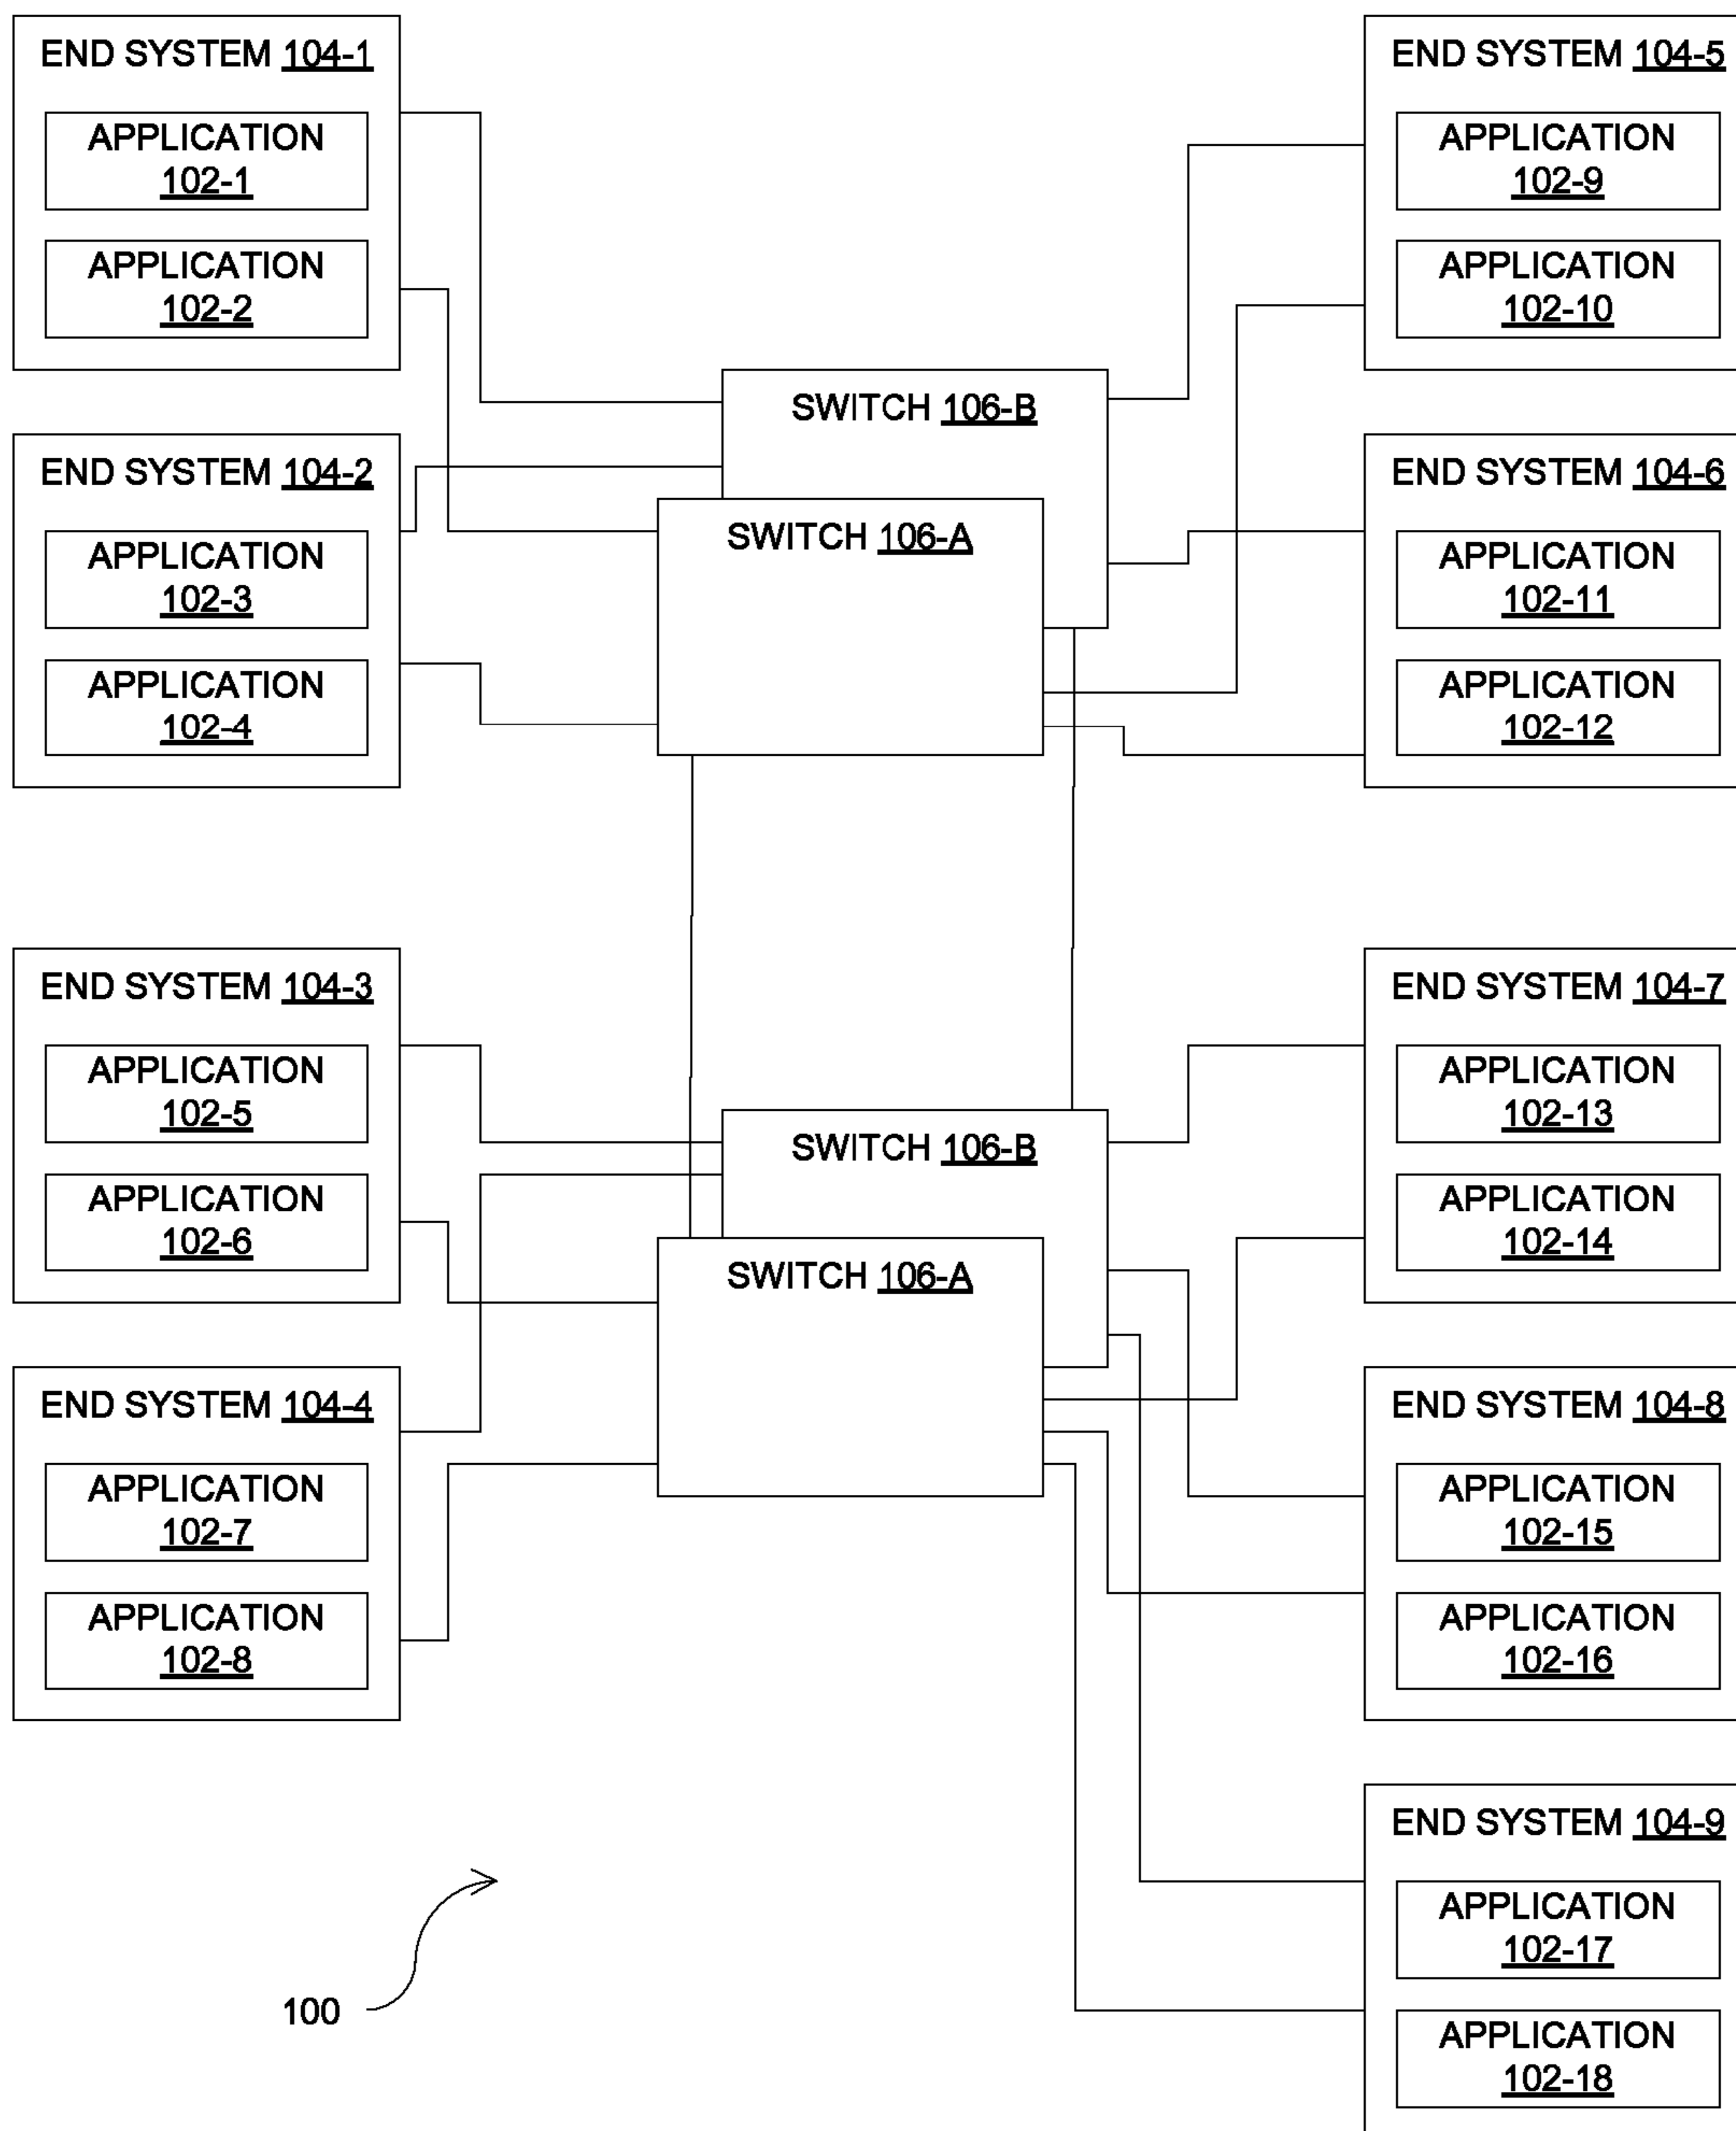 END SYSTEM 104-1
APPLICATION
102-1
APPLICATION
102-2
END SYSTEM 104-2
APPLICATION
102-3
APPLICATION
102-4
END SYSTEM 104-3
APPLICATION
102-5
APPLICATION
102-6
END SYSTEM 104-4
APPLICATION
102-7
APPLICATION
102-8
SWITCH 106-B
SWITCH 106-A
SWITCH 106-B
SWITCH 106-A
END SYSTEM 104-5
APPLICATION
102-9
APPLICATION
102-10
END SYSTEM 104-6
APPLICATION
102-11
APPLICATION
102-12
END SYSTEM 104-7
APPLICATION
102-13
APPLICATION
102-14
END SYSTEM 104-8
APPLICATION
102-15
APPLICATION
102-16
END SYSTEM 104-9
APPLICATION
102-17
APPLICATION
102-18
100